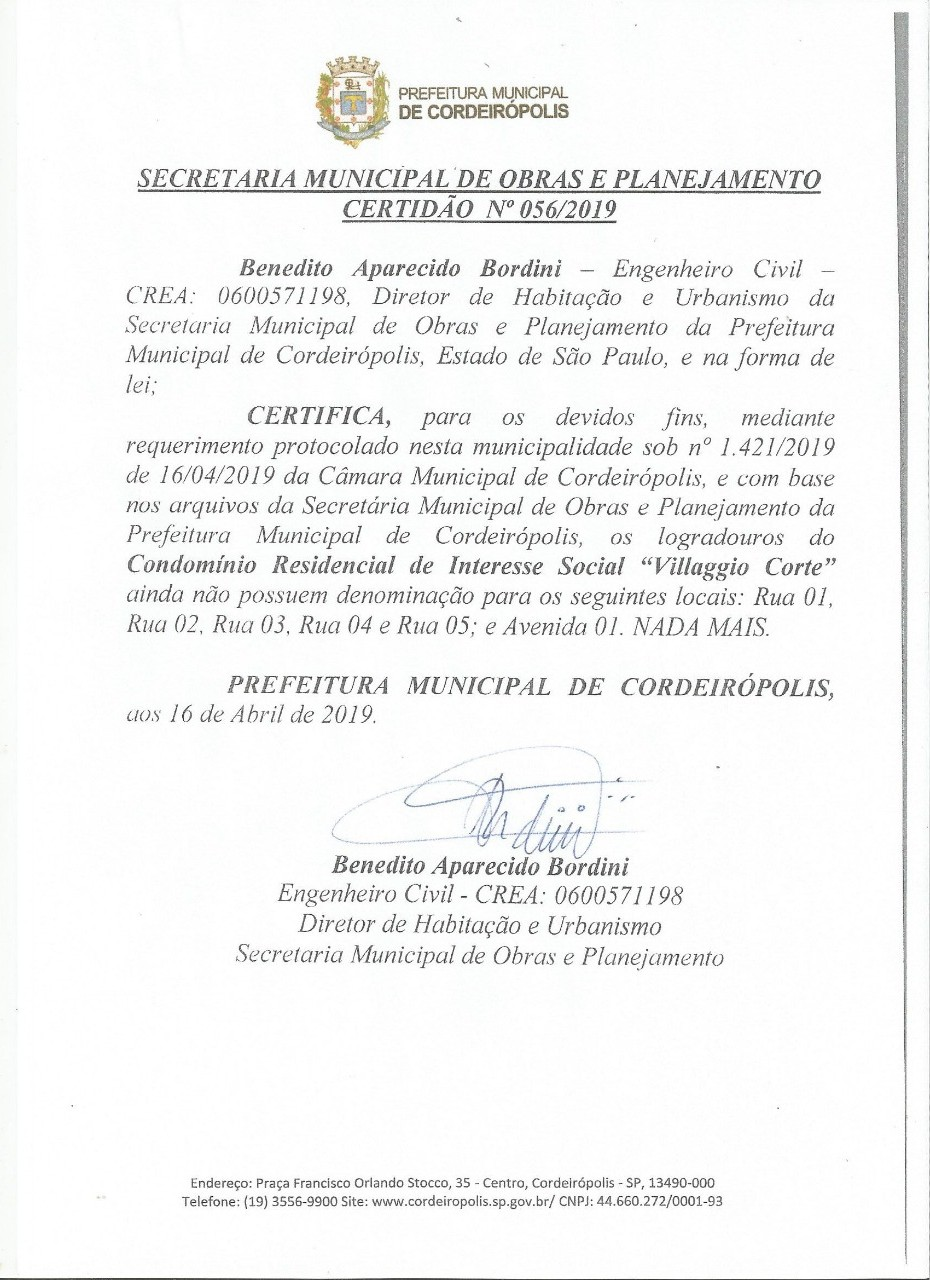 PREFEITURA MUNICIPAL
DE CORDEIRÓPOLIS
SECRETARIA MUNICIPAL DE OBRAS E PLANEJAMENTO
CERTIDÃO Nº 056/2019
Benedito Aparecido Bordini – Engenheiro Civil –
CREA: 0600571198, Diretor de Habitação e Urbanismo da
Secretaria Municipal de Obras e Planejamento da Prefeitura
Municipal de Cordeirópolis, Estado de São Paulo, e na forma de
lei;
CERTIFICA, para os devidos fins, mediante
requerimento protocolado nesta municipalidade sob nº 1.421/2019
de 16/04/2019 da Câmara Municipal de Cordeirópolis, e com base
nos arquivos da Secretária Municipal de Obras e Planejamento da
Prefeitura Municipal de Cordeirópolis, os logradouros do
Condomínio Residencial de Interesse Social “Villaggio Corte”
ainda não possuem denominação para os seguintes locais: Rua 01,
Rua 02, Rua 03, Rua 04 e Rua 05; e Avenida 01. NADA MAIS.
PREFEITURA MUNICIPAL DE CORDEIRÓPOLIS,
aos 16 de Abril de 2019.
Benedito Aparecido Bordini
Engenheiro Civil - CREA: 0600571198
Diretor de Habitação e Urbanismo
Secretaria Municipal de Obras e Planejamento
Endereço: Praça Francisco Orlando Stocco, 35 - Centro, Cordeirópolis - SP, 13490-000
Telefone: (19) 3556-9900 Site: www.cordeiropolis.sp.gov.br/ CNPJ: 44.660.272/0001-93